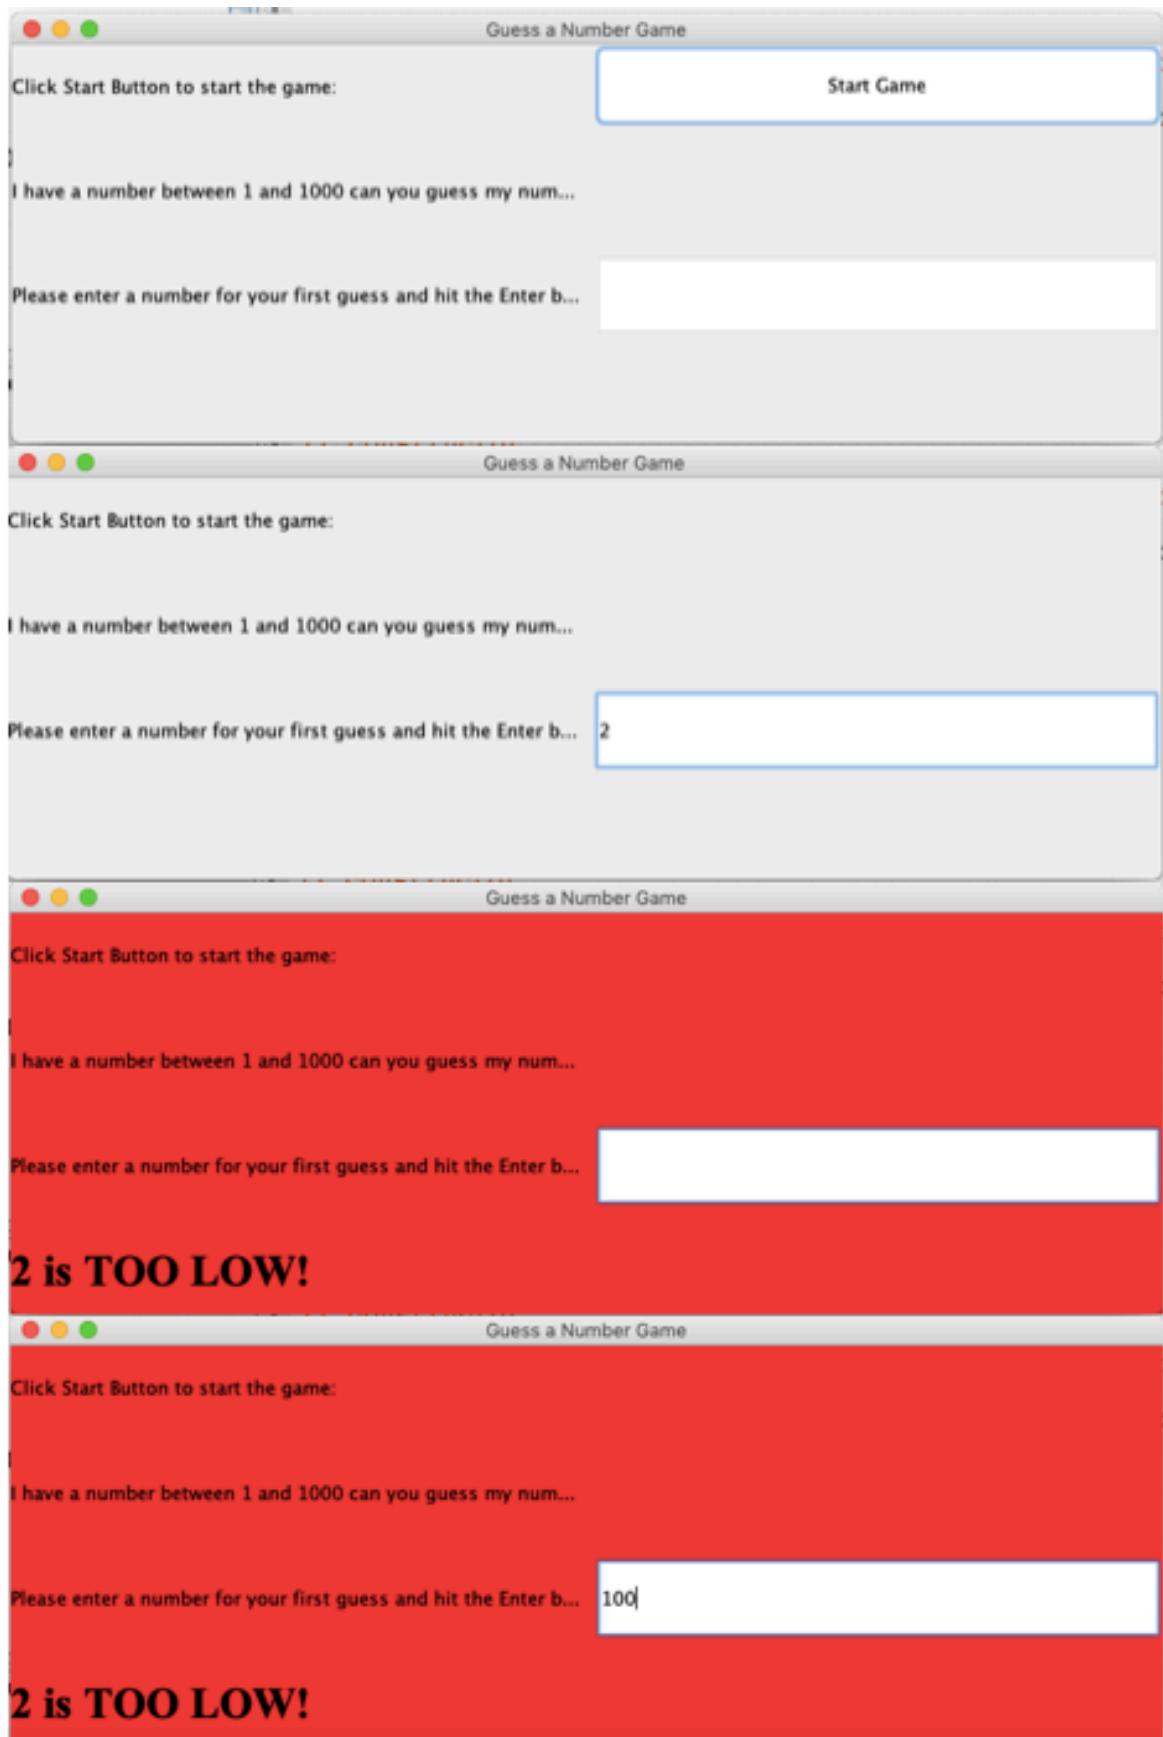 Guess a Number Game
Click Start Button to start the game:
Start Game
I have a number between 1 and 1000 can you guess my num...
Please enter a number for your first guess and hit the Enter b...
Guess a Number Game
Click Start Button to start the game:
I have a number between 1 and 1000 can you guess my num...
Please enter a number for your first guess and hit the Enter b...
2
Guess a Number Game
Click Start Button to start the game:
I have a number between 1 and 1000 can you guess my num...
Please enter a number for your first guess and hit the Enter b...
2 is TOO LOW!
Guess a Number Game
Click Start Button to start the game:
I have a number between 1 and 1000 can you guess my num...
Please enter a number for your first guess and hit the Enter b...
100
2 is TOO LOW!